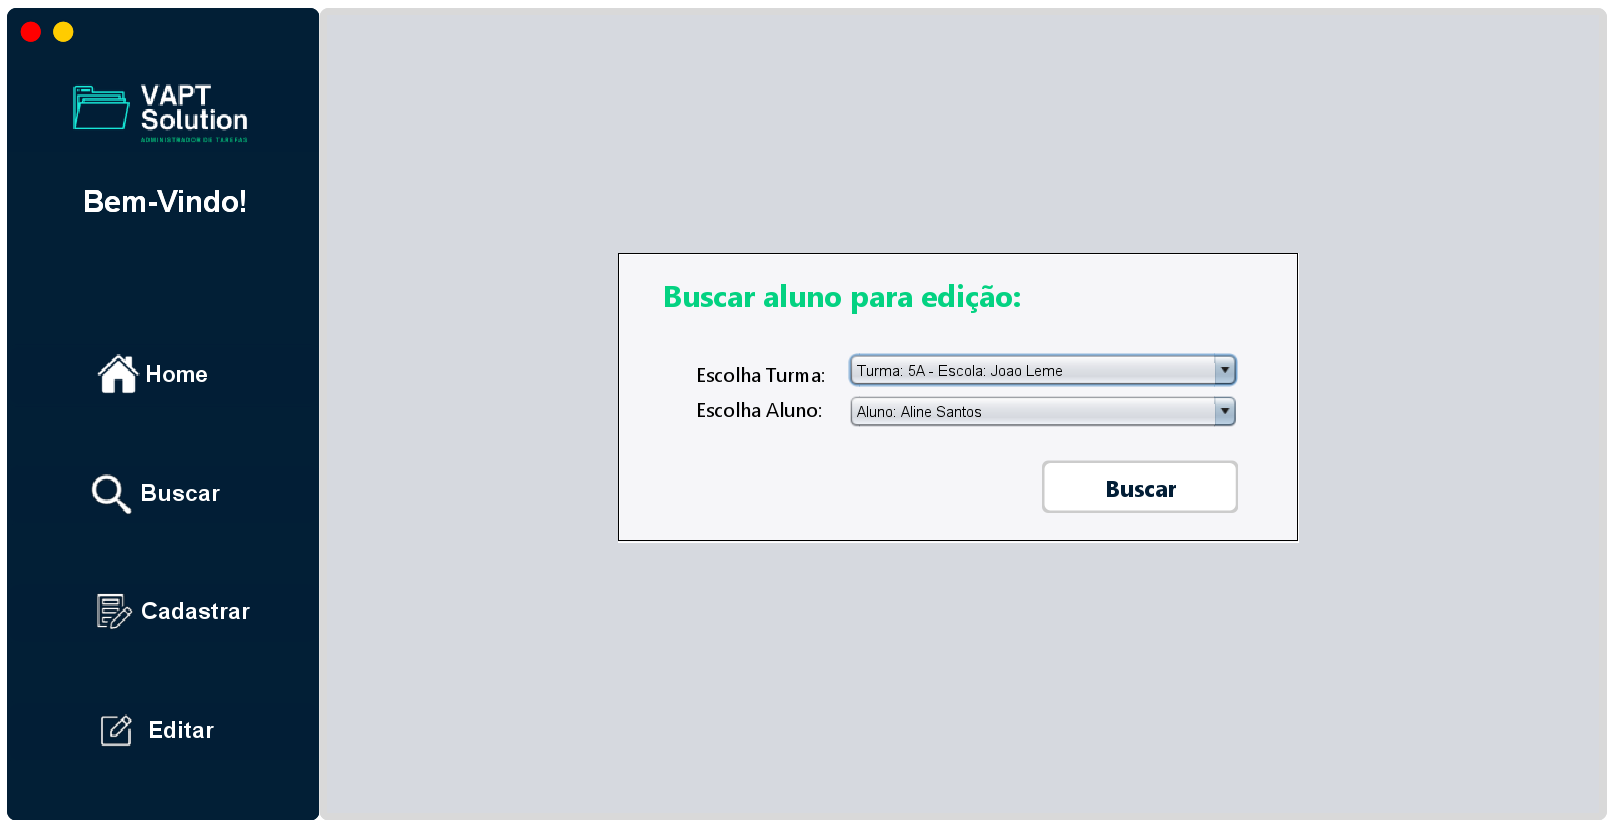 VAPT
Solution
ADMINISTRADOR DE TAREFAS
Bem-Vindo!
Home
Buscar
Cadastrar
Editar
Buscar aluno para edição:
Escolha Turma: Turma: 5A - Escola: Joao Leme
Escolha Aluno: Aluno: Aline Santos
Buscar